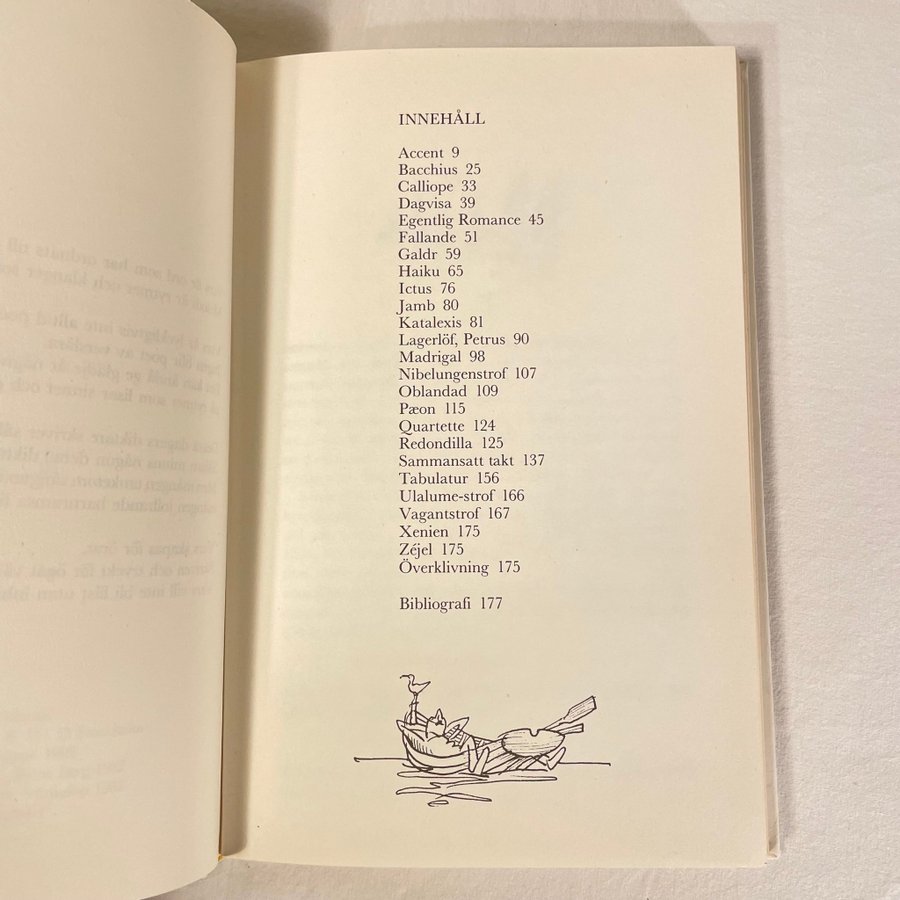 INNEHÅLL
Accent 9
Bacchius 25
Calliope 33
Dagvisa 39
Egentlig Romance 45
Fallande 51
Galdr 59
Haiku 65
Ictus 76
Jamb 80
Katalexis 81
Lagerlöf, Petrus 90
Madrigal 98
Nibelungenstrof 107
Oblandad 109
Pæon 115
Quartette 124
Redondilla 125
Sammansatt takt 137
Tabulatur 156
Ulalume-strof 166
Vagantstrof 167
Xenien 175
Zéjel 175
Överklivning 175
Bibliografi 177